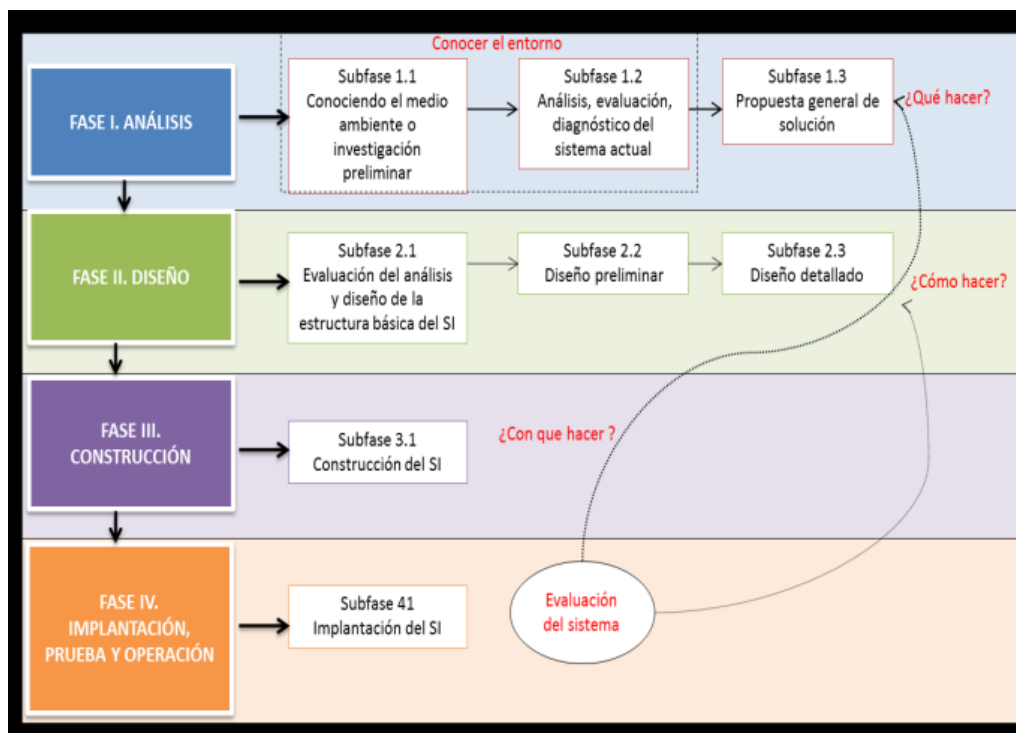 Conocer el entorno
FASE I. ANÁLISIS
Subfase 1.1
Conociendo el medio
ambiente o
investigación
preliminar
Subfase 1.2
Análisis, evaluación,
diagnóstico del
sistema actual
Subfase 1.3
Propuesta general de
solución
¿Qué hacer?
FASE II. DISEÑO
Subfase 2.1
Evaluación del análisis
y diseño de la
estructura básica del SI
Subfase 2.2
Diseño preliminar
Subfase 2.3
Diseño detallado
¿Cómo hacer?
FASE III.
CONSTRUCCIÓN
Subfase 3.1
Construcción del SI
¿Con que hacer ?
FASE IV.
IMPLANTACIÓN,
PRUEBA Y OPERACIÓN
Subfase 41
Implantación del SI
Evaluación
del sistema